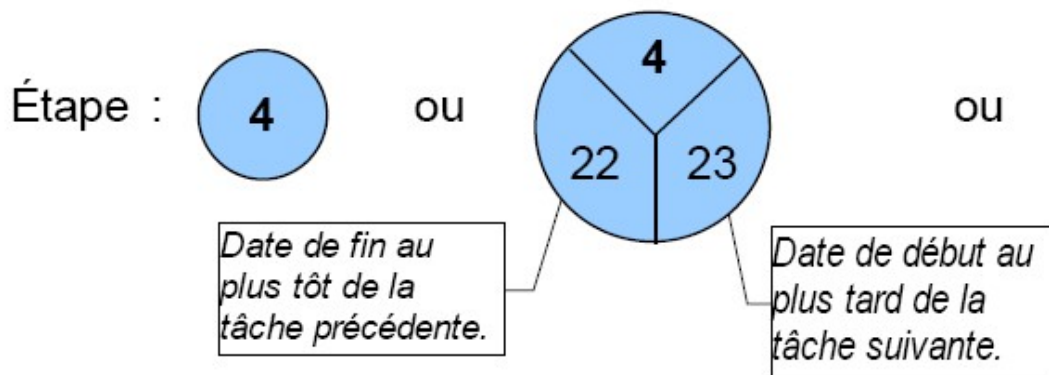 Étape : 4 ou 4 ou
22 23
Date de fin au
plus tôt de la
tâche précédente.
Date de début au
plus tard de la
tâche suivante.